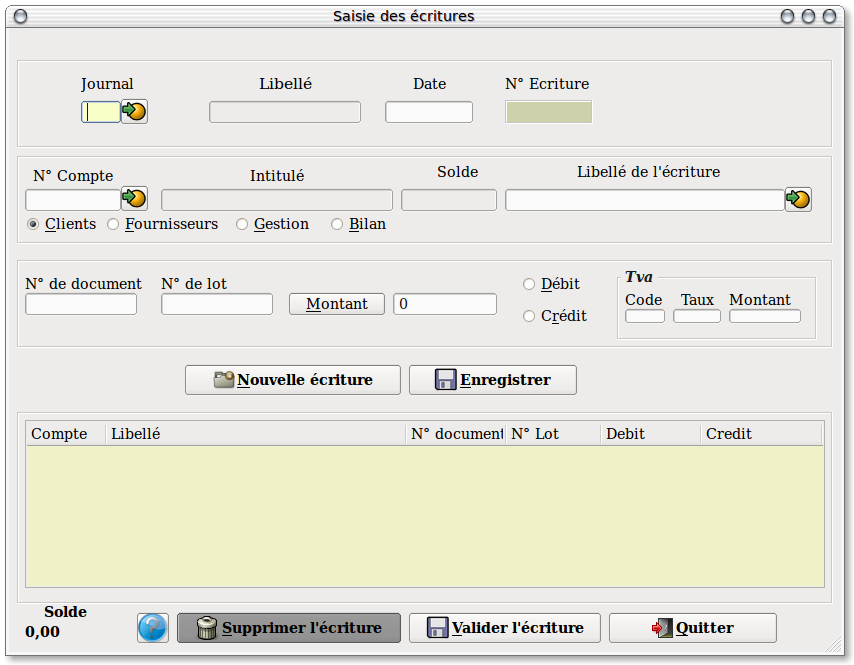 Saisie des écritures
Journal Libellé Date N° Ecriture
N° Compte Intitulé Solde Libellé de l'écriture
Clients Fournisseurs Gestion Bilan
N° de document N° de lot Débit Tva
Code Taux Montant
Montant 0
Crédit
Nouvelle écriture Enregistrer
Compte Libellé N° document N° Lot Debit Credit
Solde
0,00
? Supprimer l'écriture Valider l'écriture Quitter